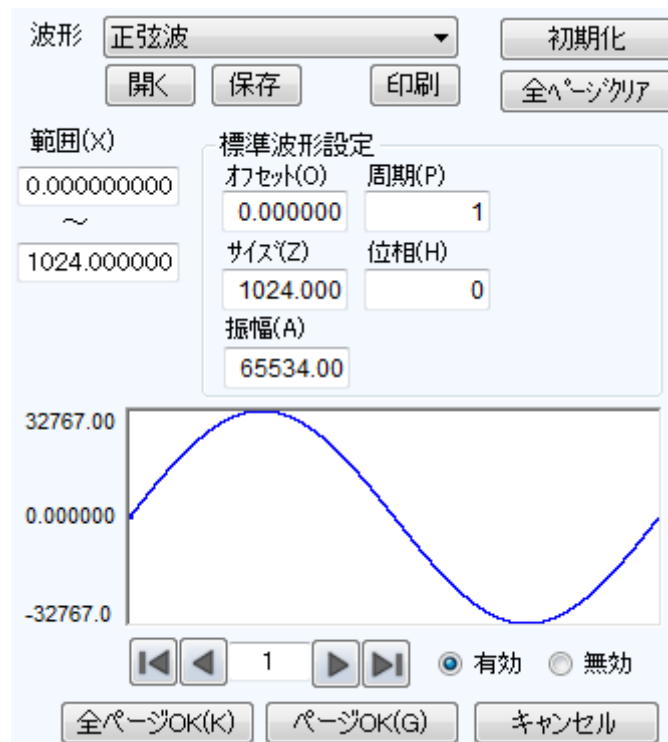 波形 正弦波 初期化
開く 保存 印刷 全ページクリア
範囲(X) 標準波形設定
0.000000000
～
1024.000000
オフセット(O) 周期(P)
0.000000 1
サイズ(Z) 位相(H)
1024.000 0
振幅(A)
65534.00
32767.00
0.000000
-32767.0
1 有効 無効
全ページOK(K) ページOK(G) キャンセル